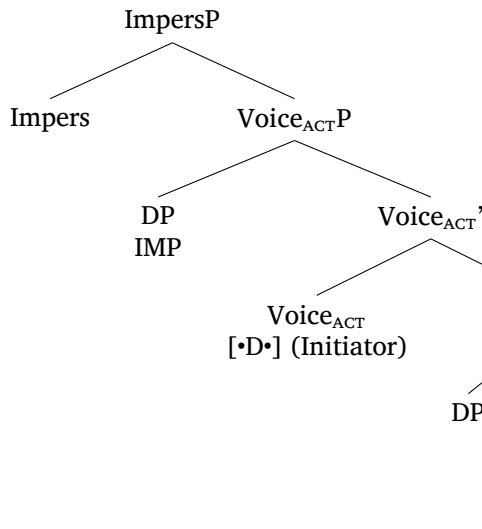 ImpersP
Impers VoiceACTP
DP VoiceACT'
IMP
VoiceACT
[•D•] (Initiator)
DP